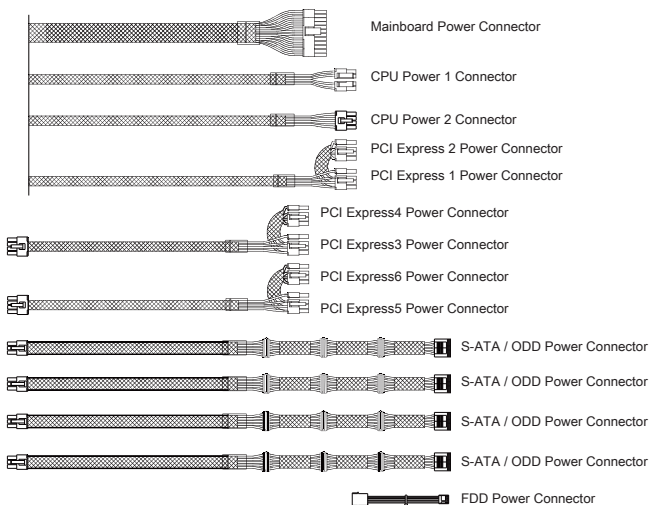 Mainboard Power Connector
CPU Power 1 Connector
CPU Power 2 Connector
PCI Express 2 Power Connector
PCI Express 1 Power Connector
PCI Express4 Power Connector
PCI Express3 Power Connector
PCI Express6 Power Connector
PCI Express5 Power Connector
S-ATA / ODD Power Connector
S-ATA / ODD Power Connector
S-ATA / ODD Power Connector
S-ATA / ODD Power Connector
FDD Power Connector